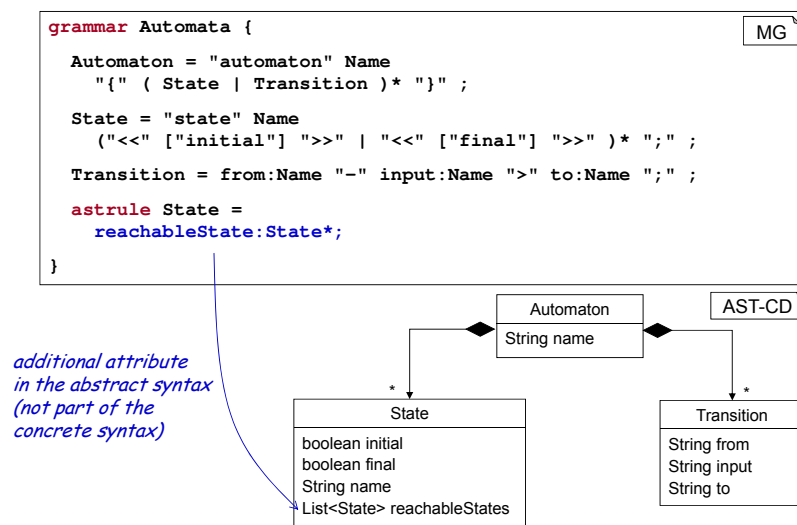 grammar Automata {
MG
Automaton = "automaton" Name
"{" ( State | Transition )* "}" ;
State = "state" Name
("<<" ["initial"] ">>" | "<<" ["final"] ">>" )* ";" ;
Transition = from:Name "-" input:Name ">" to:Name ";" ;
astrule State =
reachableState:State*;
}
AST-CD
Automaton
String name
additional attribute
in the abstract syntax
(not part of the
concrete syntax)
*
*
State
boolean initial
boolean final
String name
List<State> reachableStates
Transition
String from
String input
String to